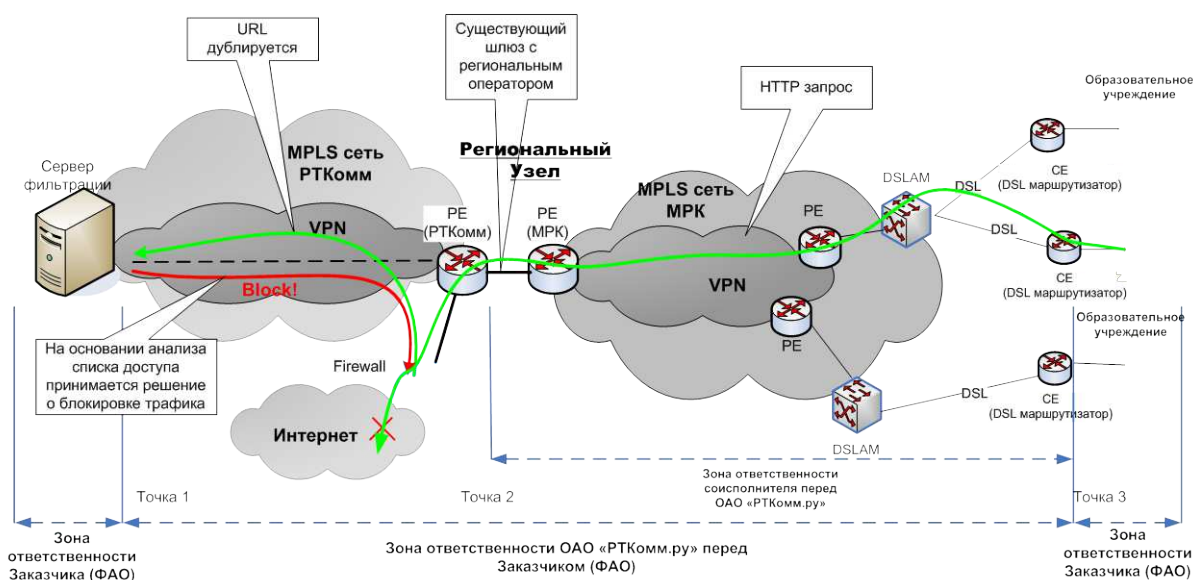 URL
дублируется
Существующий
шлюз с
региональным
оператором
HTTP запрос
Образовательное
учреждение
Сервер
фильтрации
MPLS сеть
РТКомм
Региональный
Узел
MPLS сеть
МРК
DSLAM
DSL
CE
(DSL маршрутизатор)
VPN
PE
(РТКомм)
PE
(МРК)
PE
DSL
Block!
VPN
CE
(DSL маршрутизатор)
На основании анализа
списка доступа
принимается решение
о блокировке трафика
Firewall
PE
Образовательное
учреждение
DSL
CE
(DSL маршрутизатор)
Интернет
DSLAM
Зона ответственности
соисполнителя перед
ОАО «РТКомм.ру»
Точка 1
Точка 2
Точка 3
Зона
ответственности
Заказчика (ФАО)
Зона ответственности ОАО «РТКомм.ру» перед
Заказчиком (ФАО)
Зона
ответственности
Заказчика (ФАО)